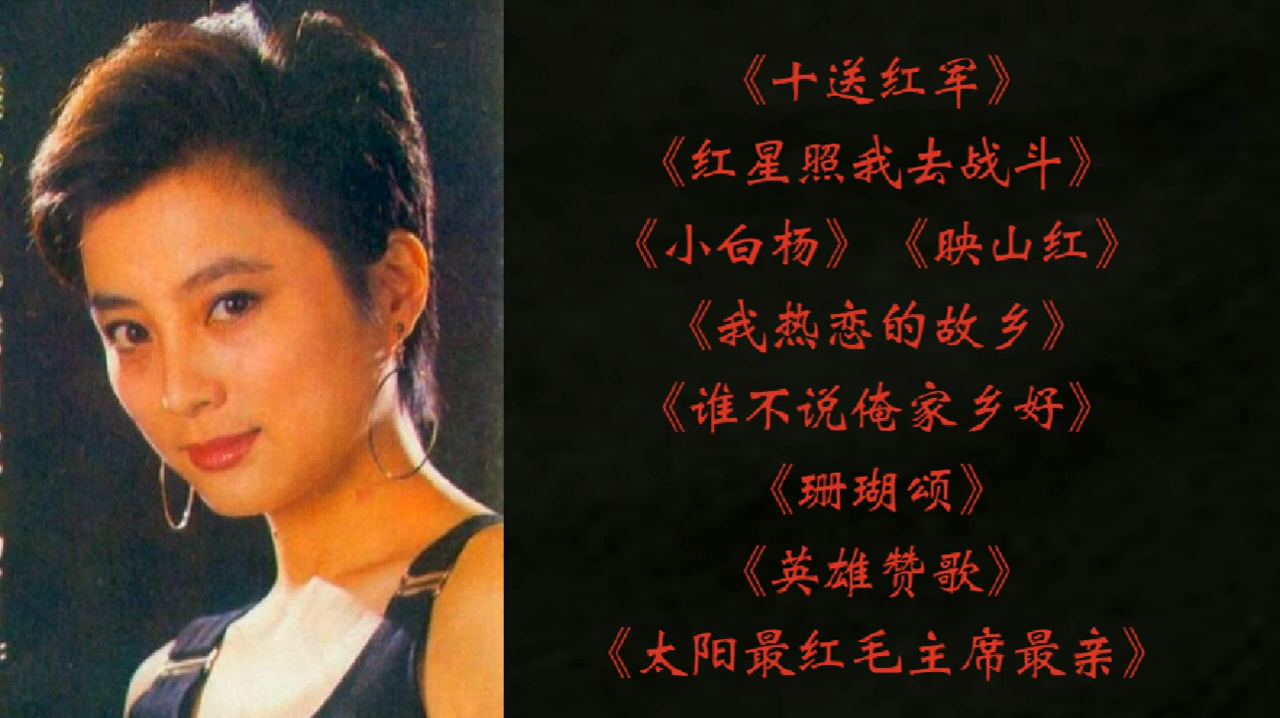 《十送红军》
《红星照我去战斗》
《小白杨》 《映山红》
《我热恋的故乡》
《谁不说俺家乡好》
《珊瑚颂》
《英雄赞歌》
《太阳最红毛主席最亲》